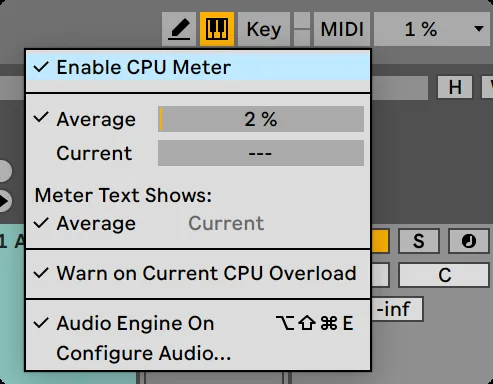 Key MIDI 1 %
✓ Enable CPU Meter
H
✓ Average 2 %
Current ---
Meter Text Shows:
✓ Average Current
1 A
S
✓ Warn on Current CPU Overload
C
-inf
✓ Audio Engine On ⌥⇧⌘E
Configure Audio...